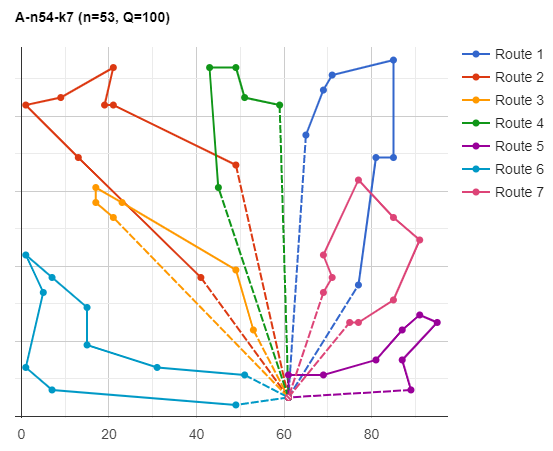 A-n54-k7 (n=53, Q=100)
Route 1
Route 2
Route 3
Route 4
Route 5
Route 6
Route 7
0 20 40 60 80